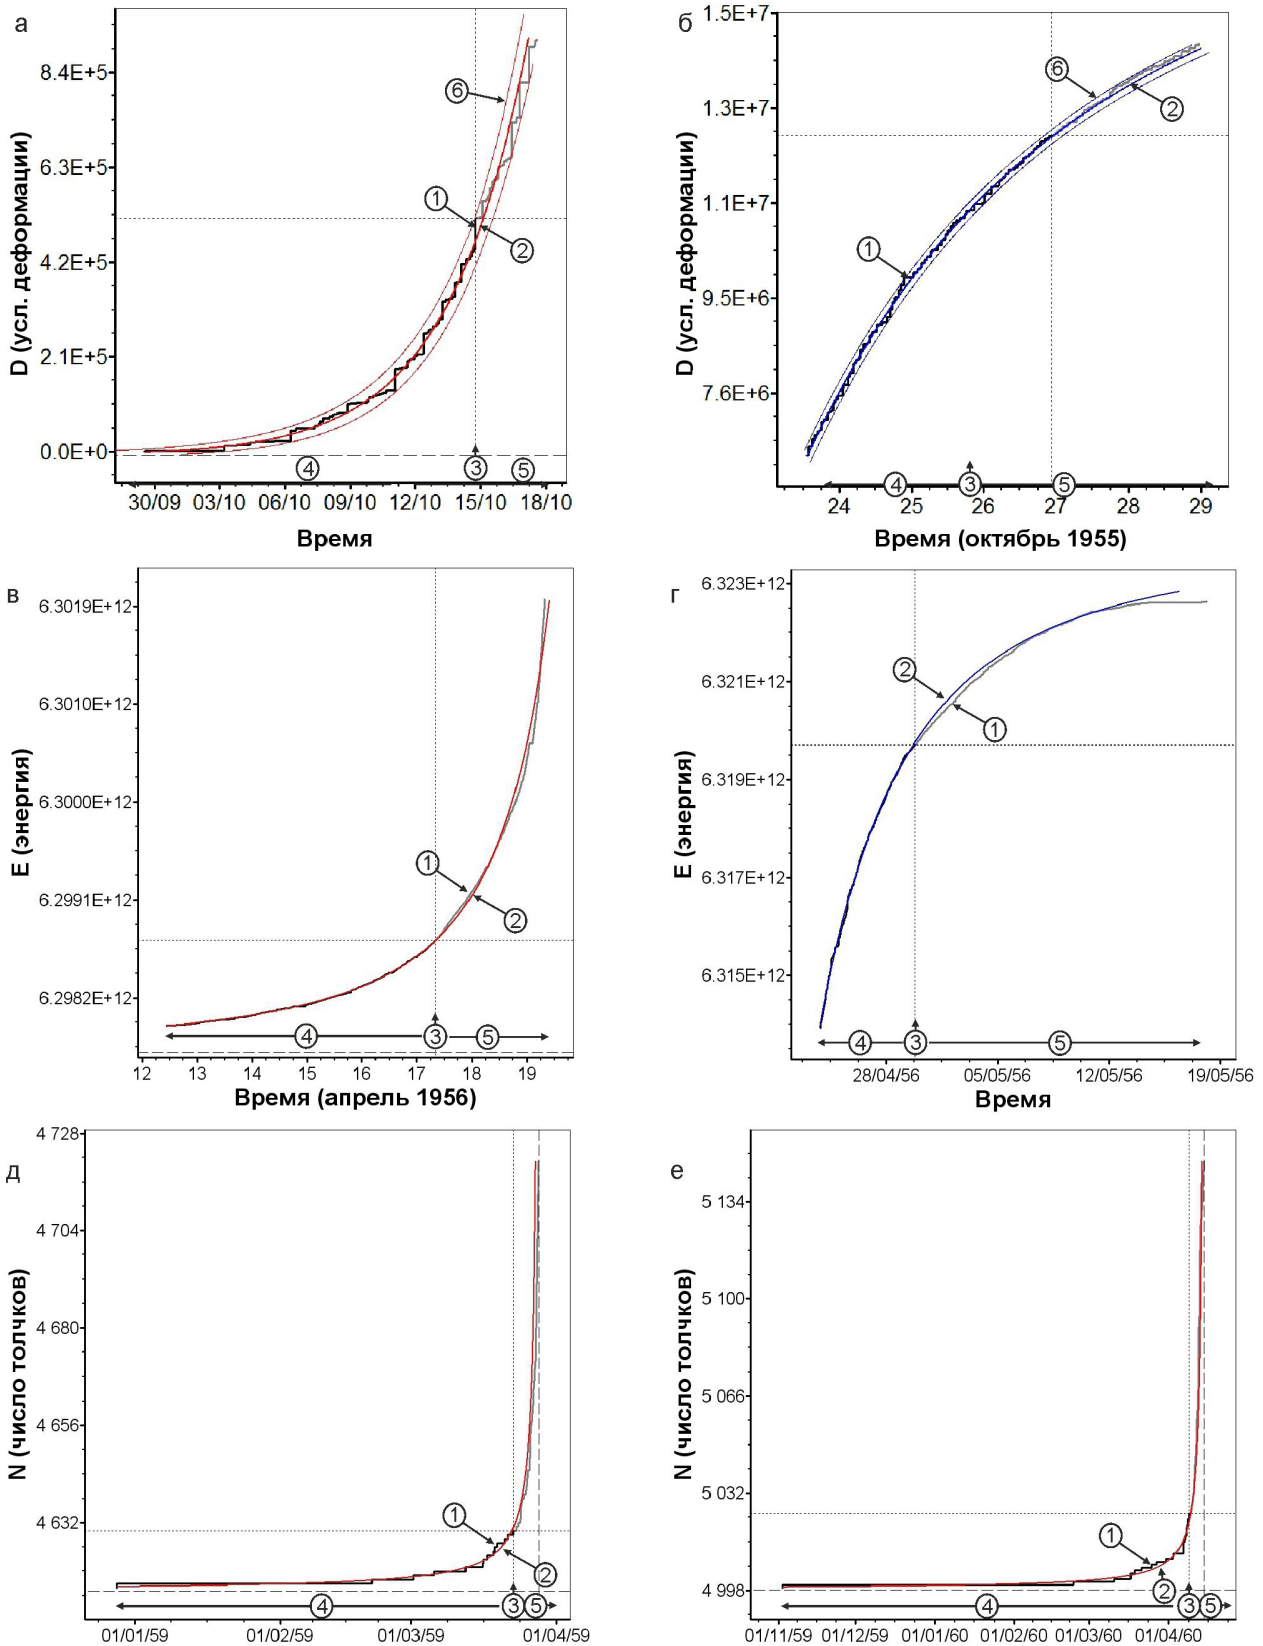 а
D (усл. деформации)
8.4E+5
6.3E+5
4.2E+5
2.1E+5
0.0E+0
6
1
2
4
3
5
30/09 03/10 06/10 09/10 12/10 15/10 18/10
Время
б
D (усл. деформации)
1.5E+7
1.3E+7
1.1E+7
9.5E+6
7.6E+6
6
2
1
4
3
5
24 25 26 27 28 29
Время (октябрь 1955)
в
E (энергия)
6.3019E+12
6.3010E+12
6.3000E+12
6.2991E+12
6.2982E+12
1
2
4
3
5
12 13 14 15 16 17 18 19
Время (апрель 1956)
г
E (энергия)
6.323E+12
6.321E+12
6.319E+12
6.317E+12
6.315E+12
2
1
4
3
5
28/04/56 05/05/56 12/05/56 19/05/56
Время
д
N (число толчков)
4 728
4 704
4 680
4 656
4 632
1
2
4
3
5
01/01/59 01/02/59 01/03/59 01/04/59
е
N (число толчков)
5 134
5 100
5 066
5 032
4 998
1
2
4
3
5
01/11/59 01/12/59 01/01/60 01/02/60 01/03/60 01/04/60